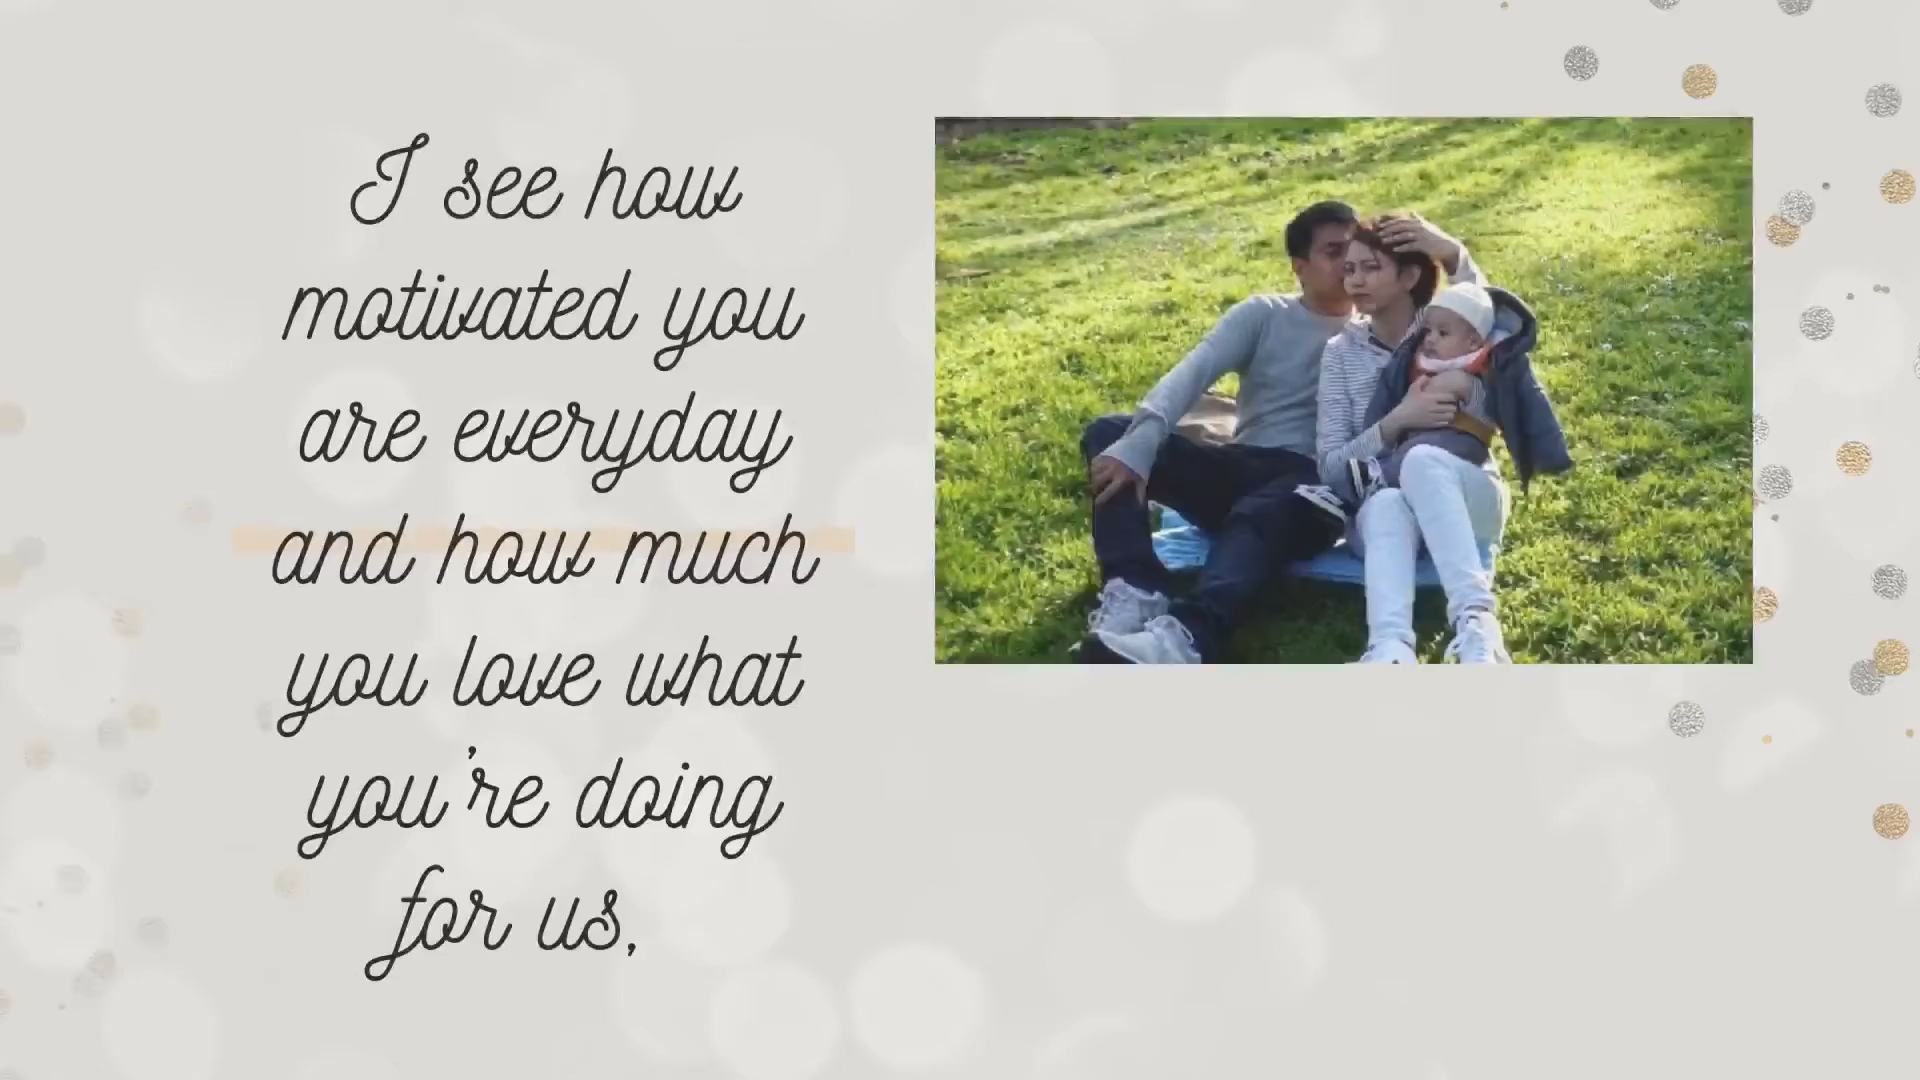 I see how
motivated you
are everyday
and how much
you love what
you're doing
for us,